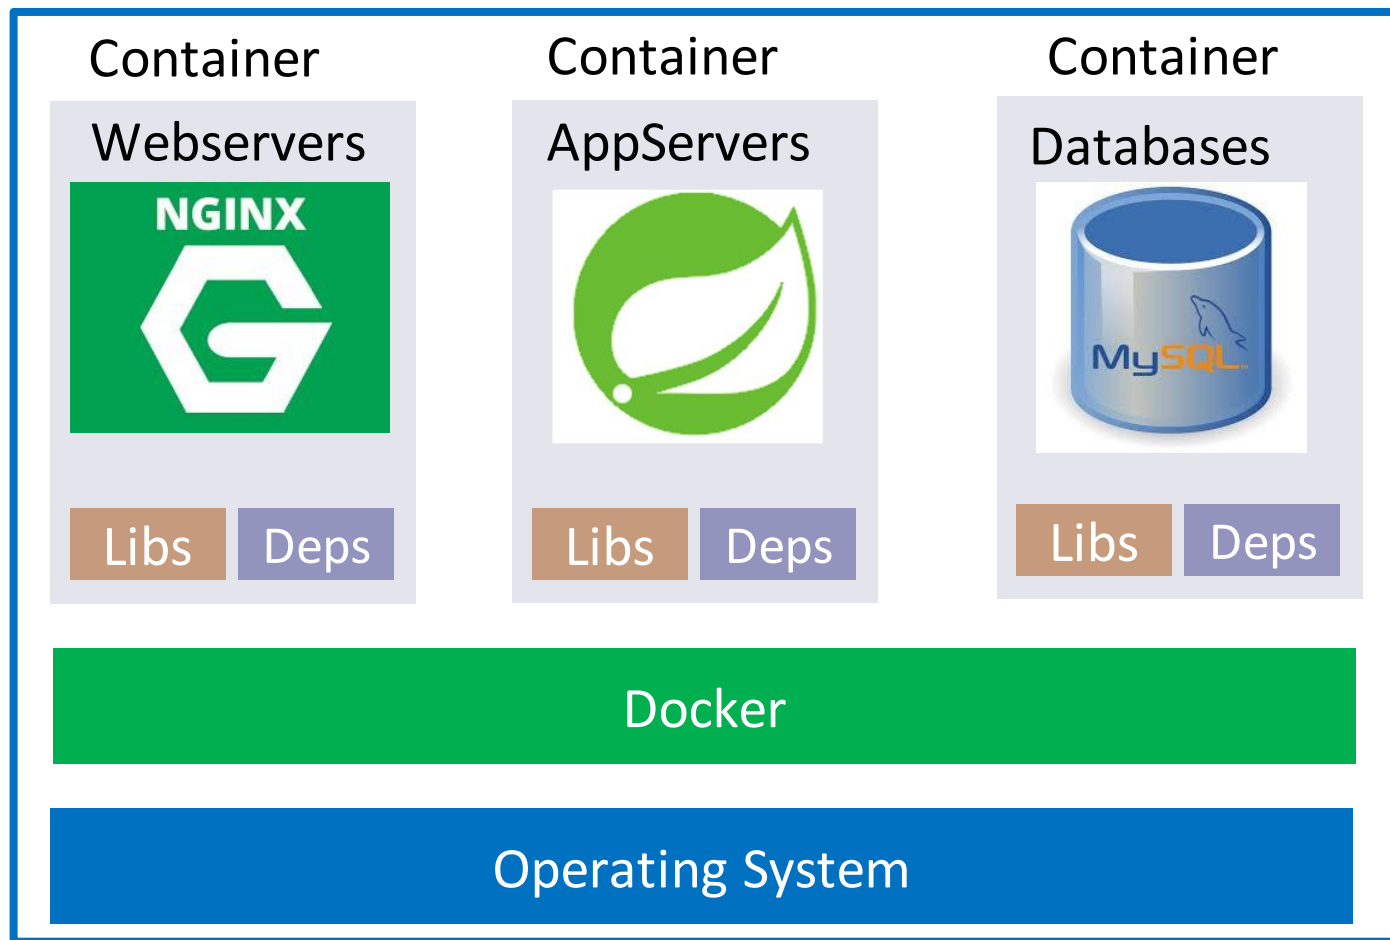 Container
Container
Container
Webservers
AppServers
Databases
NGINX
MySQL
Libs
Deps
Libs
Deps
Libs
Deps
Docker
Operating System